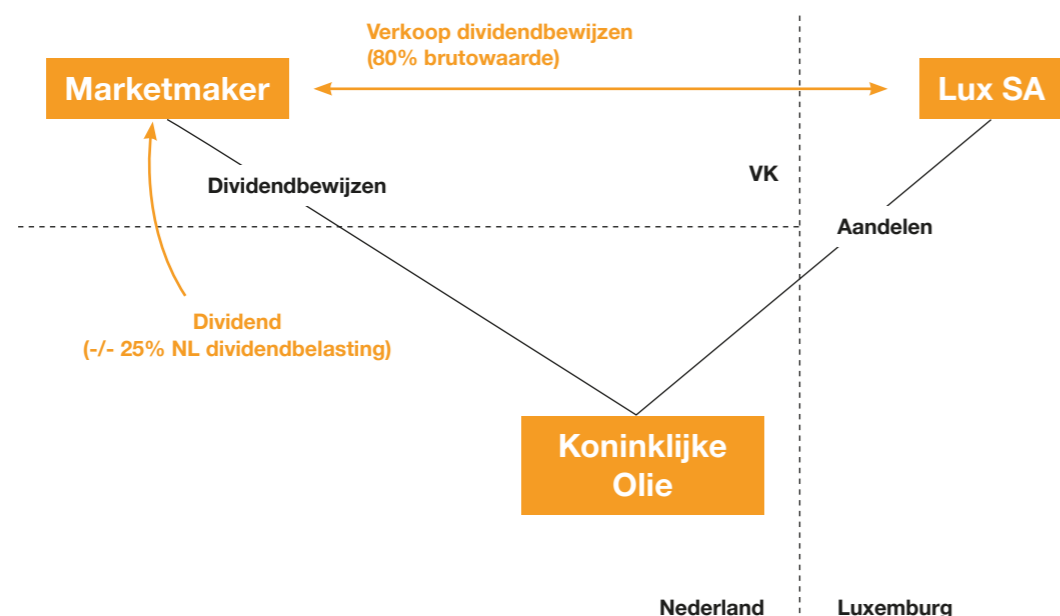 Verkoop dividendbewijzen
(80% brutowaarde)
Marketmaker
Lux SA
VK
Dividendbewijzen
Aandelen
Dividend
(-/- 25% NL dividendbelasting)
Koninklijke
Olie
Nederland
Luxemburg